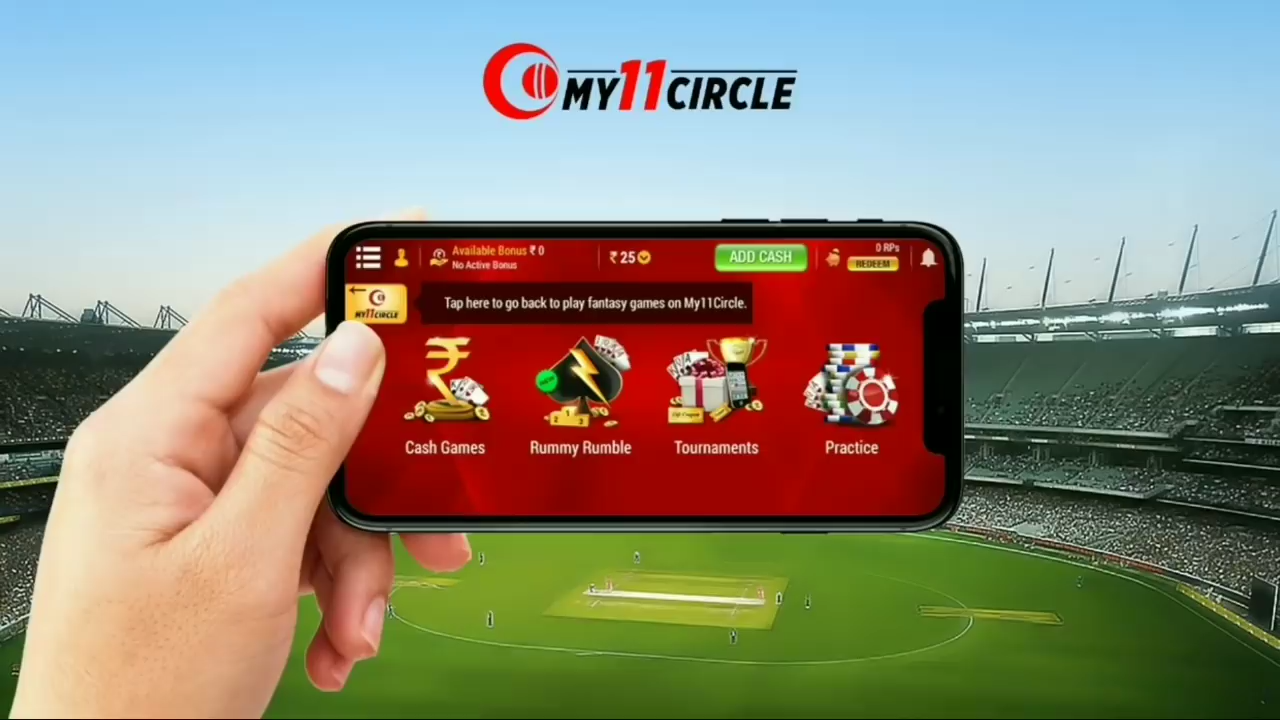 MY11CIRCLE
Available Bonus ₹ 0
No Active Bonus
₹ 25
ADD CASH
0 RPs
REDEEM
MY11CIRCLE
Tap here to go back to play fantasy games on My11Circle.
Cash Games
Rummy Rumble
Tournaments
Practice